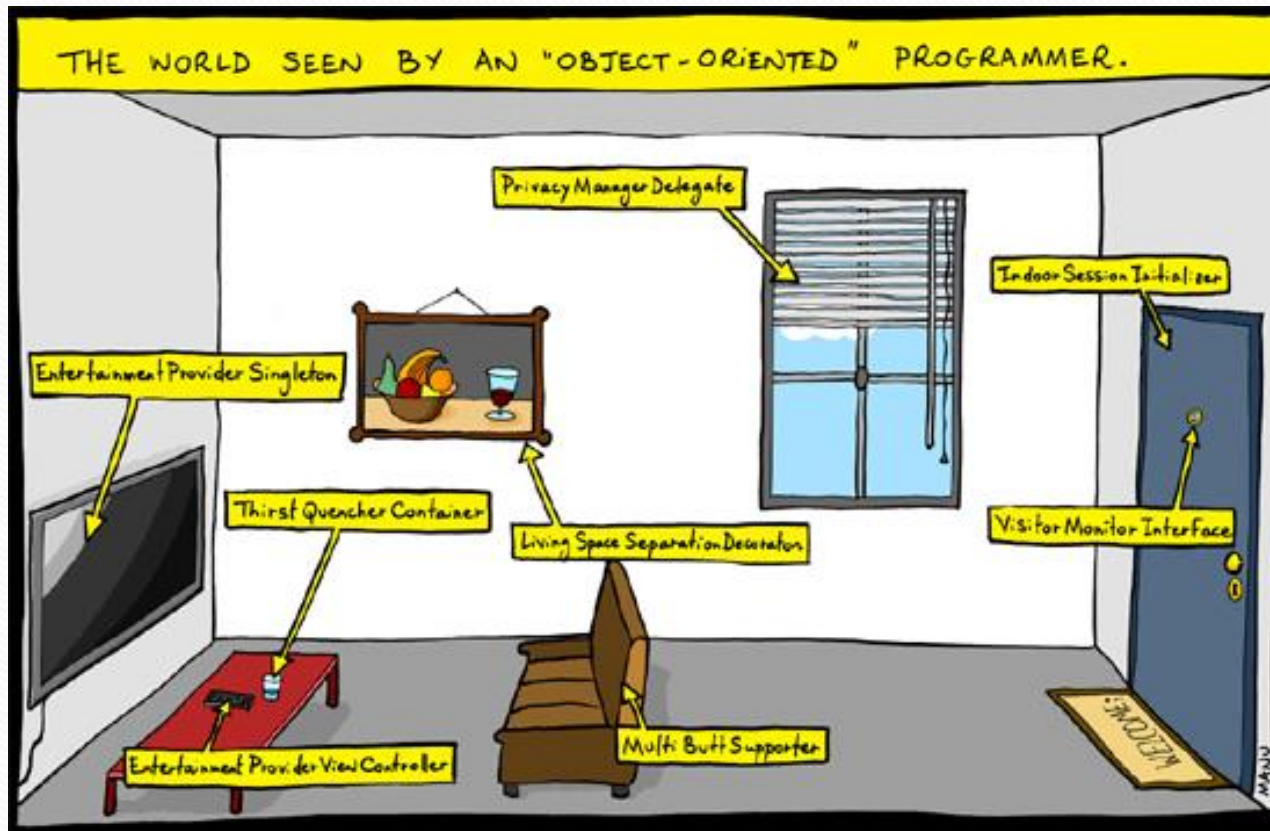 THE WORLD SEEN BY AN "OBJECT-ORIENTED" PROGRAMMER.
Privacy Manager Delegate
Indoor Session Initializer
Entertainment Provider Singleton
Thirst Quencher Container
Living Space Separation Decorator
Visitor Monitor Interface
Multi Butt Supporter
Entertainment Provider View Controller
WELCOME!
MANU